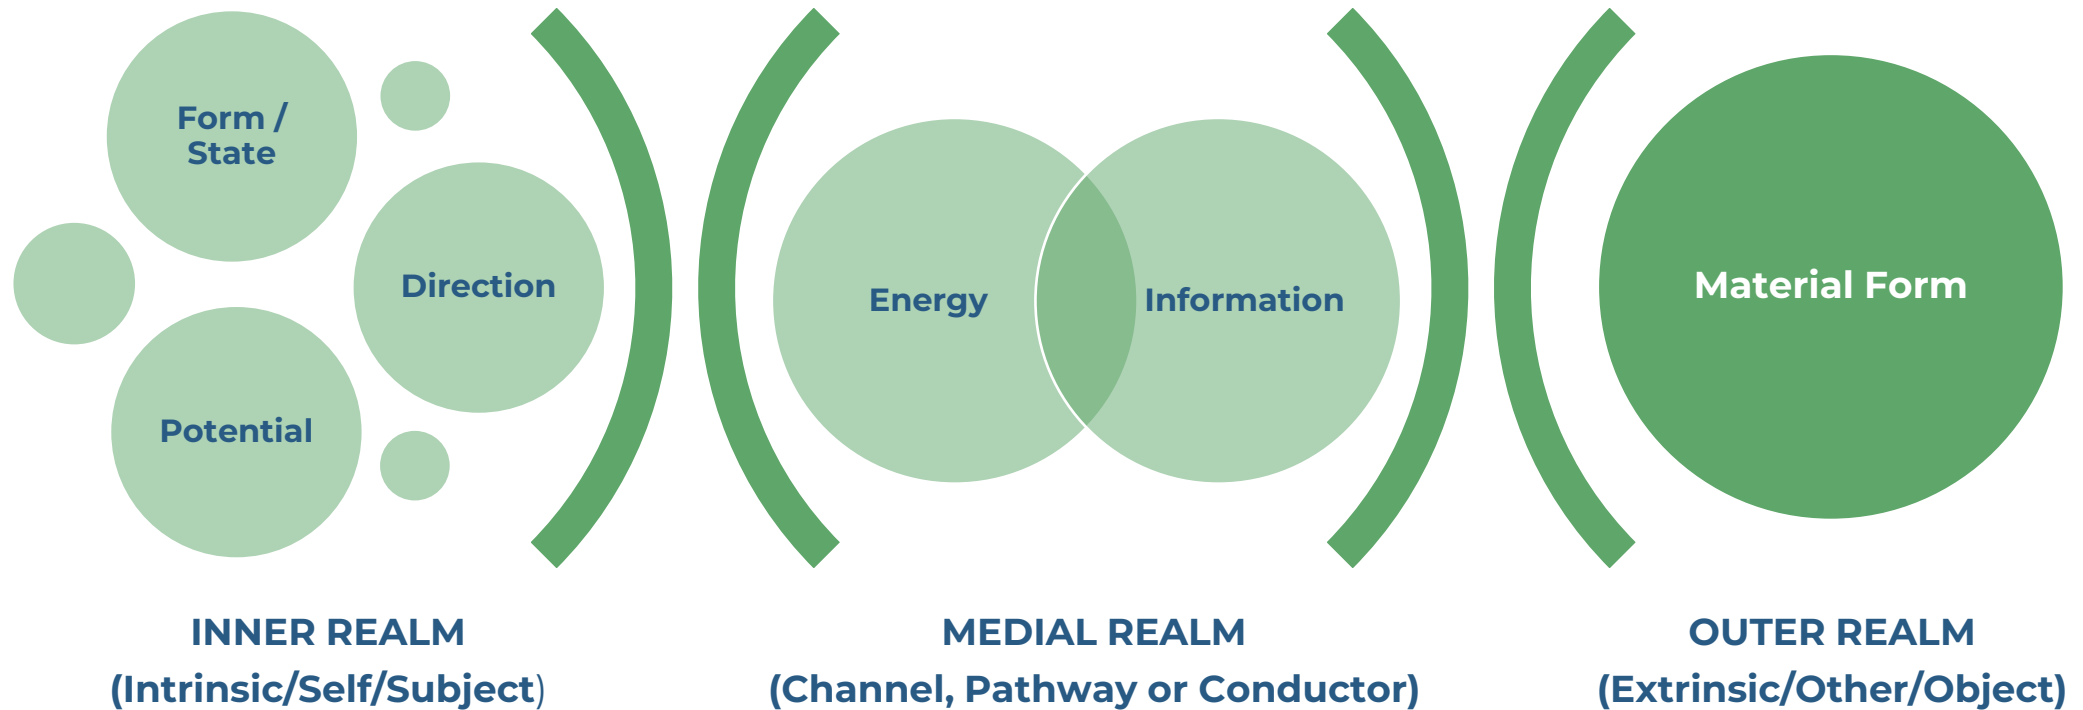 Form /
State
Direction
Potential
Energy
Information
Material Form
INNER REALM
(Intrinsic/Self/Subject)
MEDIAL REALM
(Channel, Pathway or Conductor)
OUTER REALM
(Extrinsic/Other/Object)